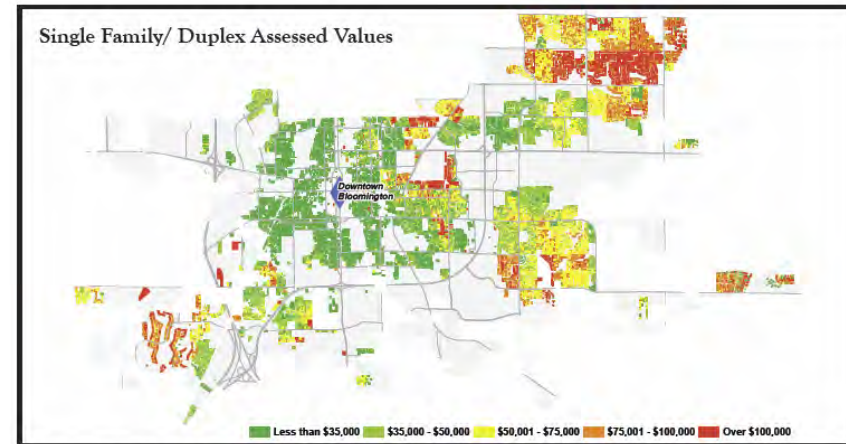 Single Family/ Duplex Assessed Values
Downtown
Bloomington
Less than $35,000 $35,000 - $50,000 $50,001 - $75,000 $75,001 - $100,000 Over $100,000